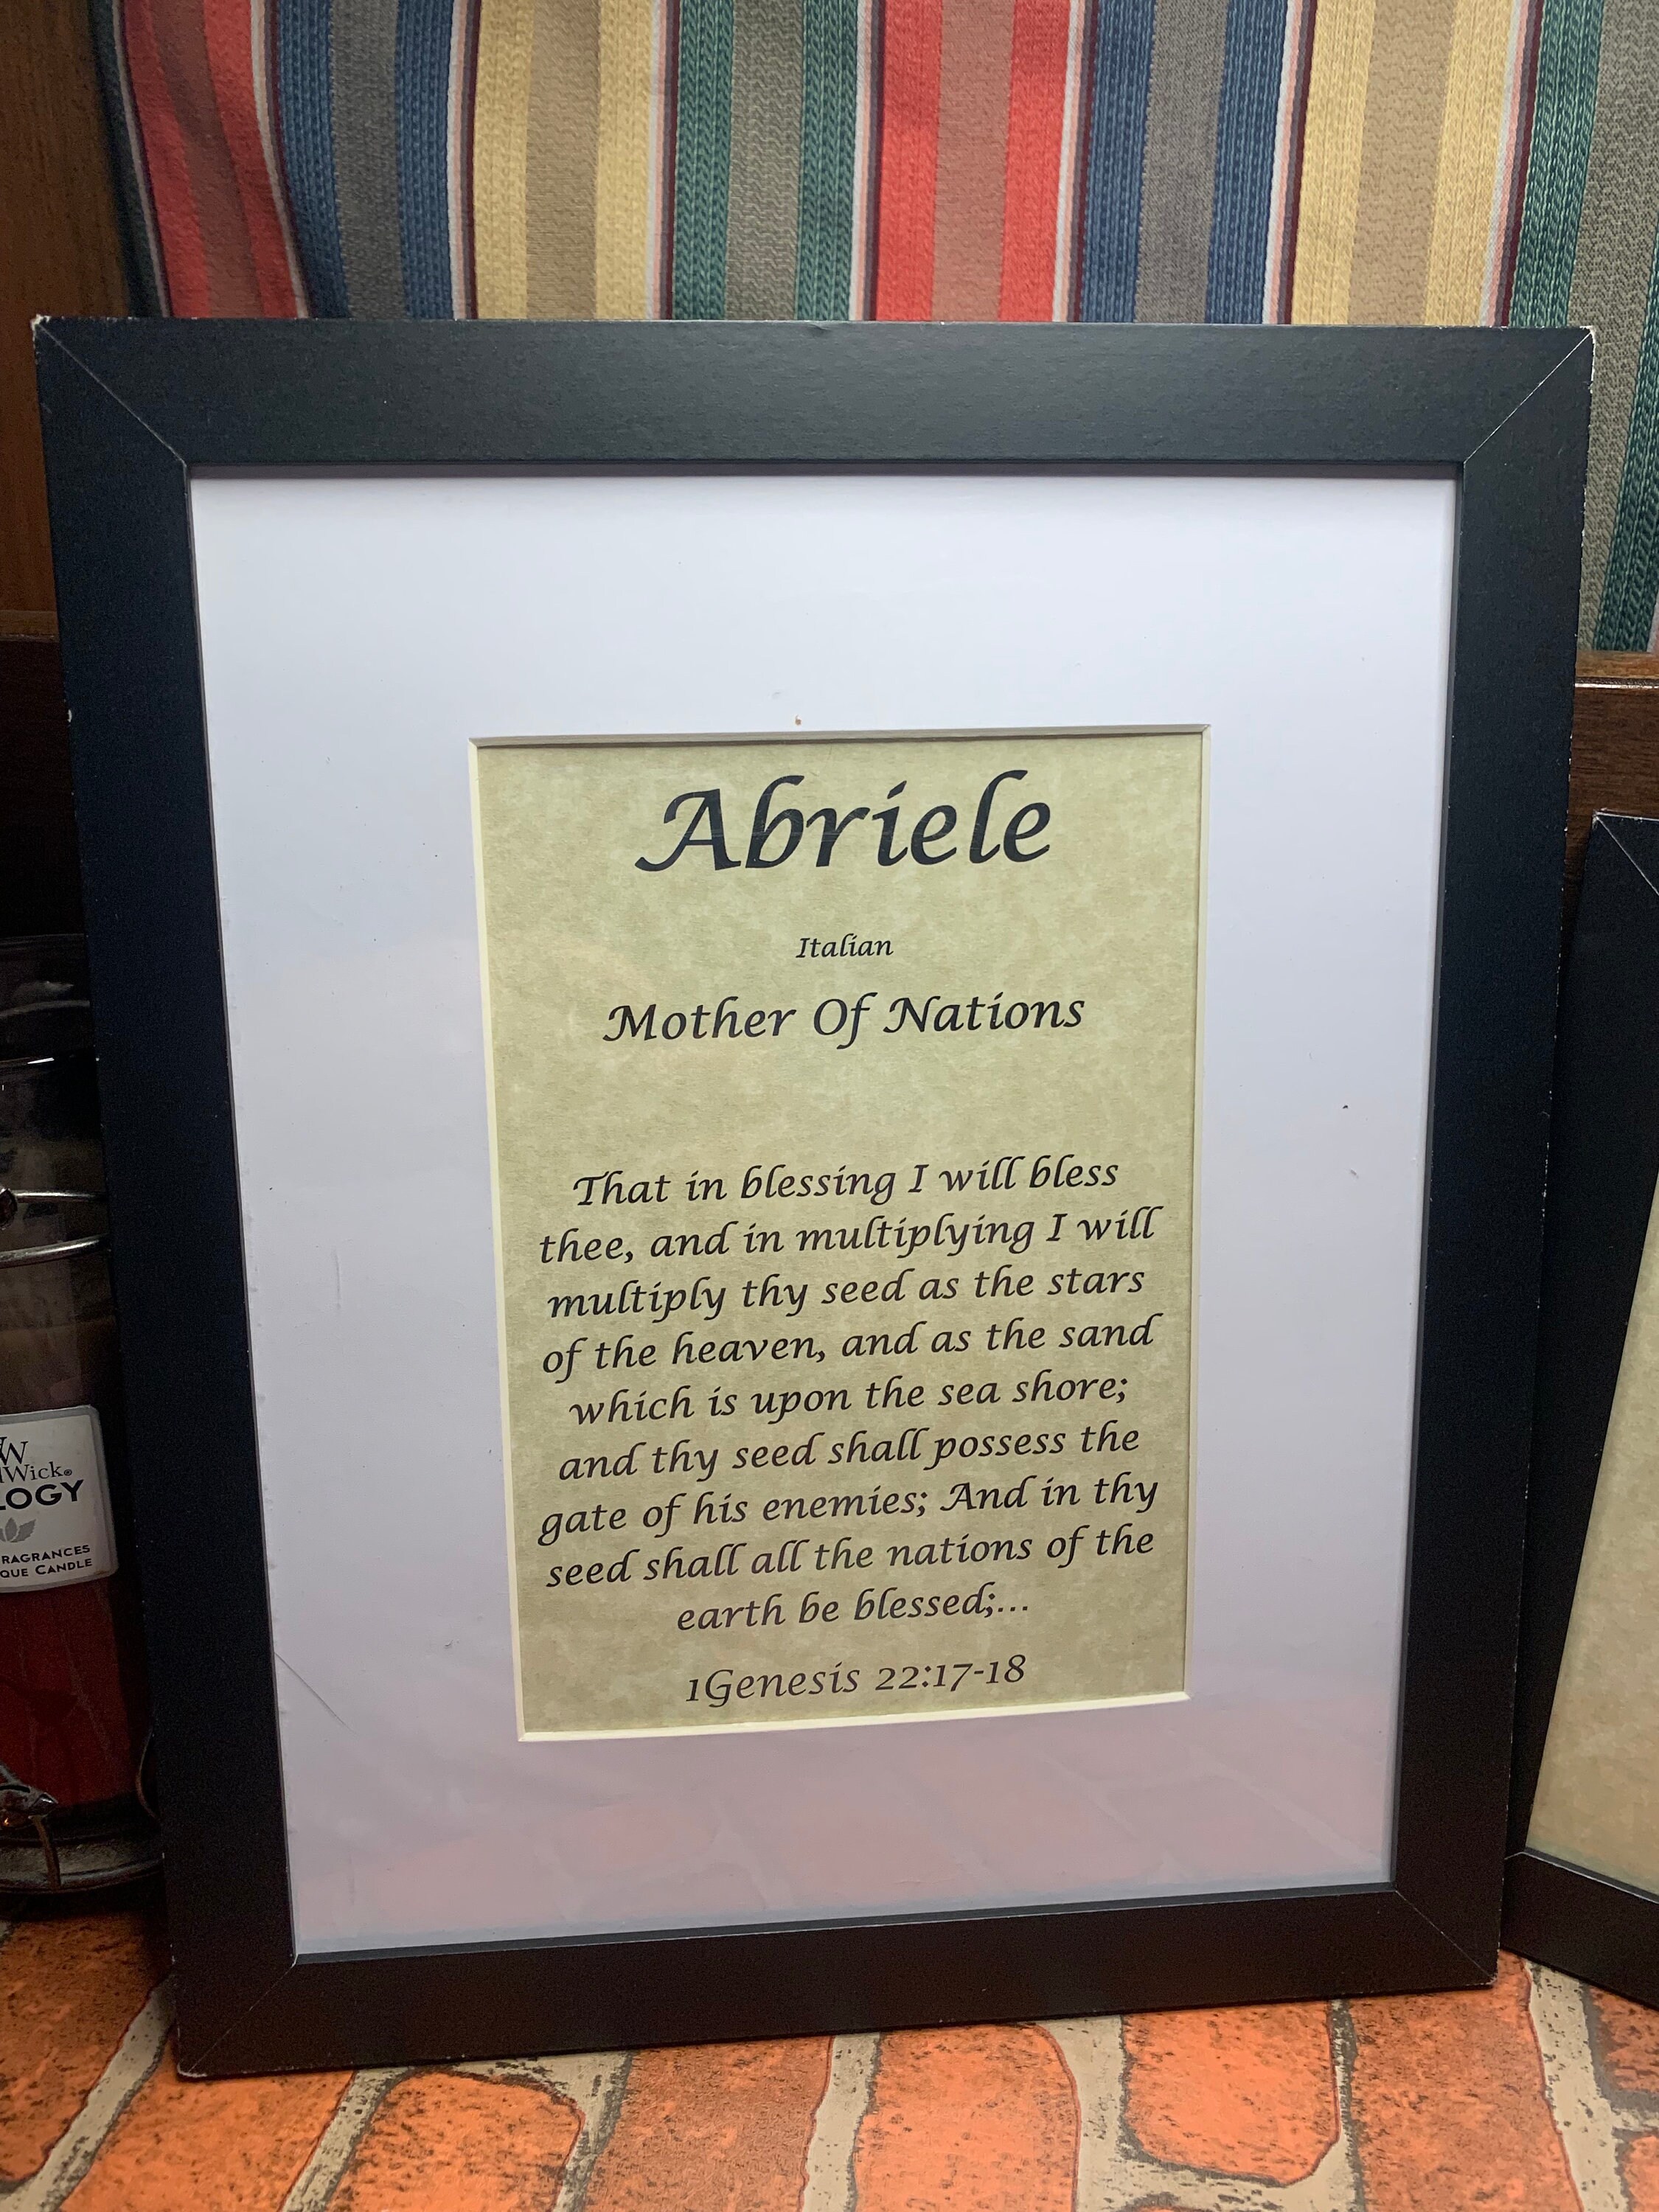 Abriele
Italian
Mother Of Nations
That in blessing I will bless
thee, and in multiplying I will
multiply thy seed as the stars
of the heaven, and as the sand
which is upon the sea shore;
and thy seed shall possess the
gate of his enemies; And in thy
seed shall all the nations of the
earth be blessed;...
1Genesis 22:17-18
W
Wick®
LOGY
RAGRANCES
QUE CANDLE